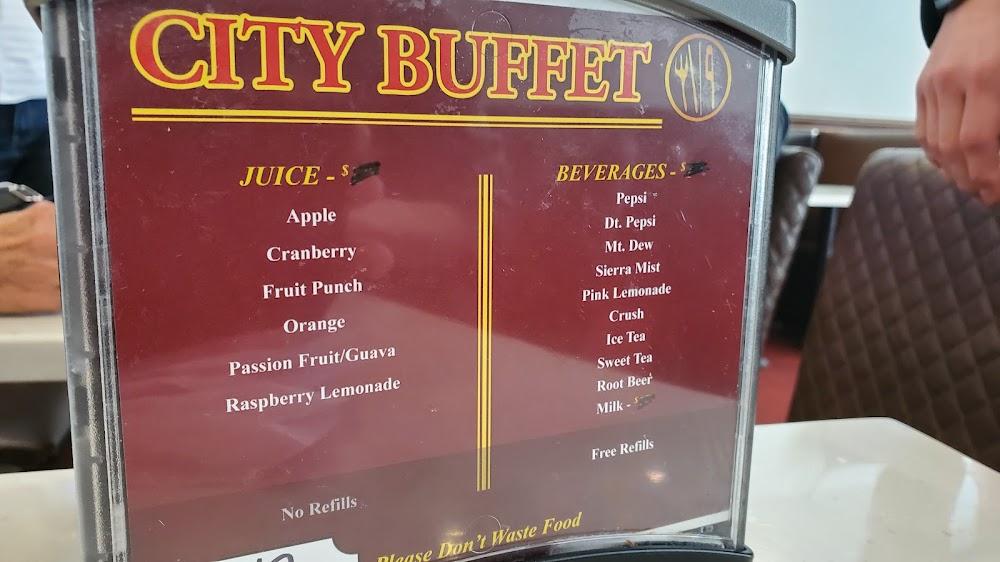 CITY BUFFET
JUICE - $
Apple
Cranberry
Fruit Punch
Orange
Passion Fruit/Guava
Raspberry Lemonade
No Refills
BEVERAGES - $
Pepsi
Dt. Pepsi
Mt. Dew
Sierra Mist
Pink Lemonade
Crush
Ice Tea
Sweet Tea
Root Beer
Milk - $
Free Refills
Please Don't Waste Food